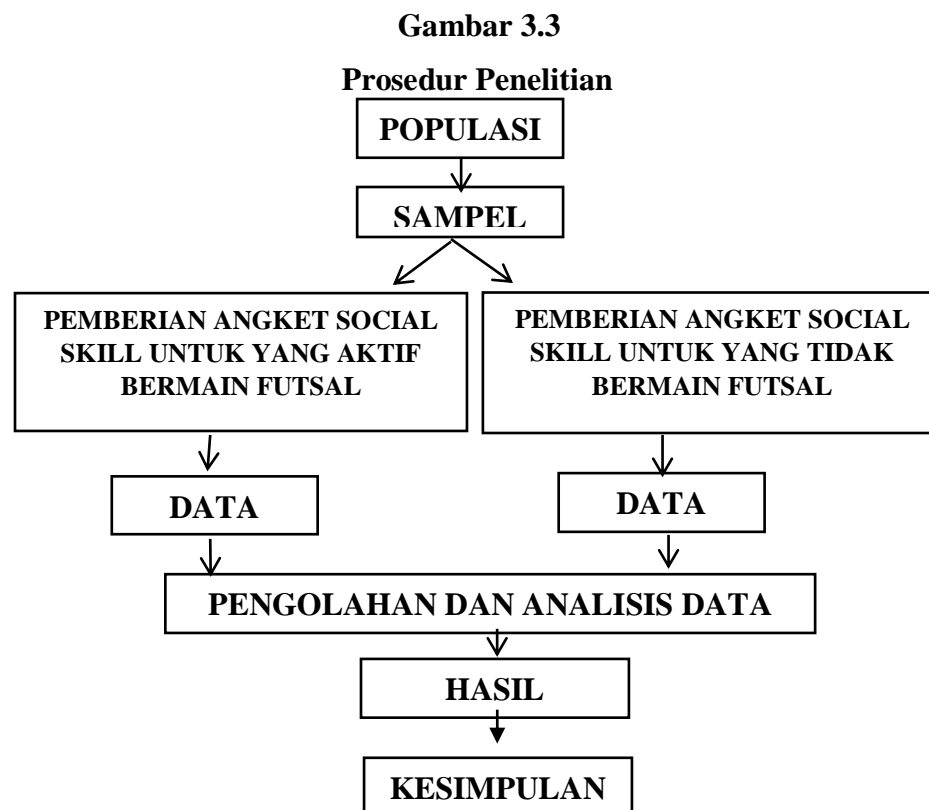 Gambar 3.3
Prosedur Penelitian
POPULASI
SAMPEL
PEMBERIAN ANGKET SOCIAL
SKILL UNTUK YANG AKTIF
BERMAIN FUTSAL
PEMBERIAN ANGKET SOCIAL
SKILL UNTUK YANG TIDAK
BERMAIN FUTSAL
DATA
DATA
PENGOLAHAN DAN ANALISIS DATA
HASIL
KESIMPULAN